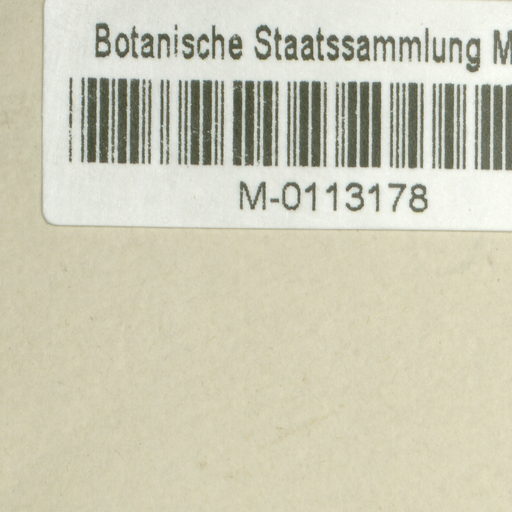 Botanische Staatssammlung M
M-0113178